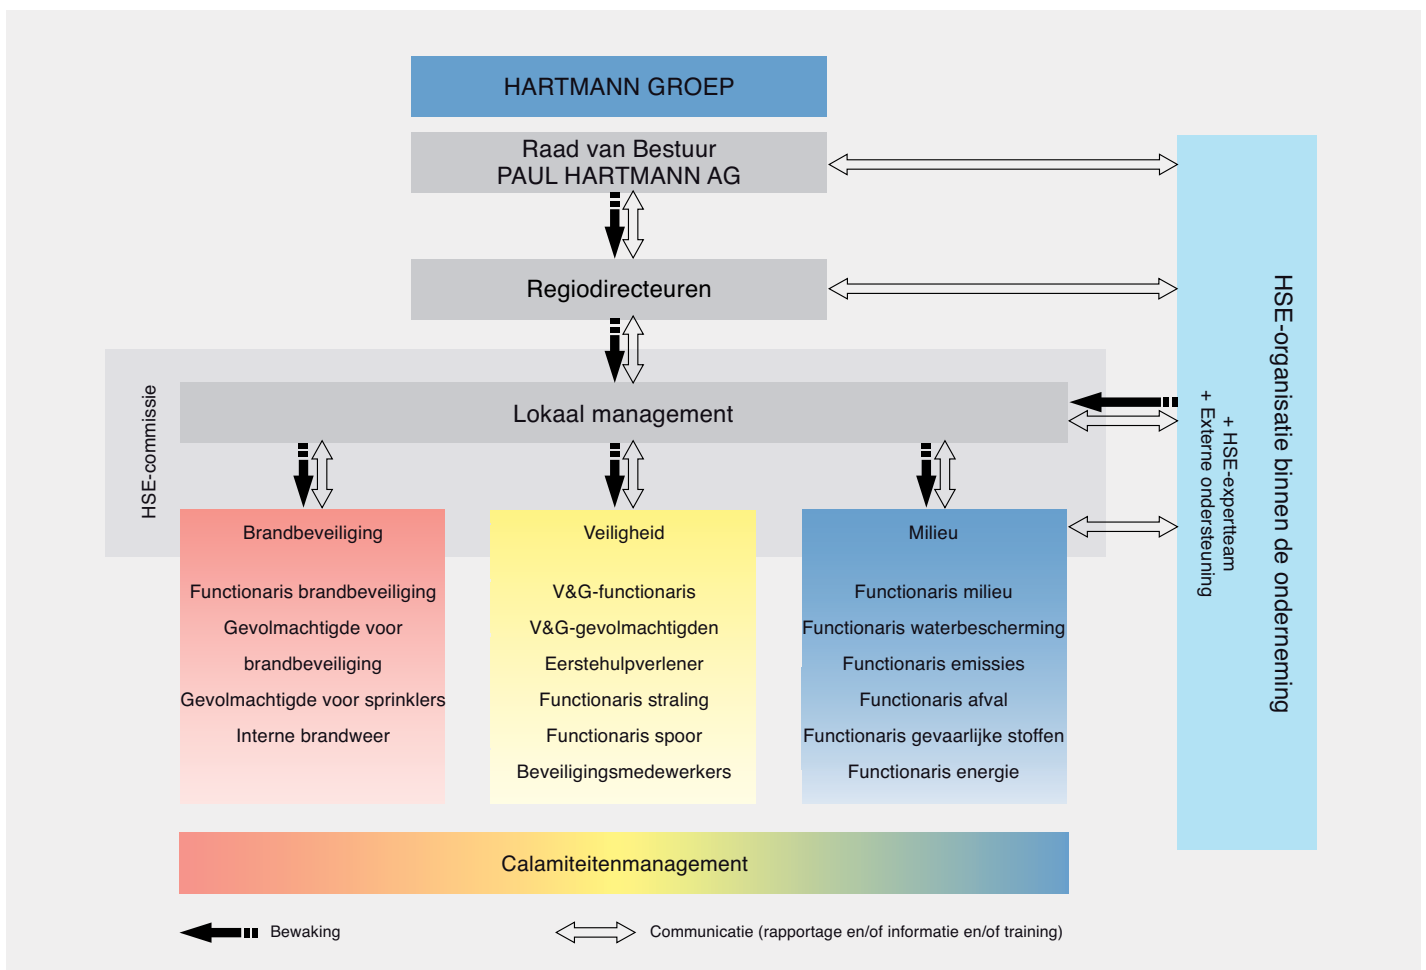 HARTMANN GROEP
Raad van Bestuur
PAUL HARTMANN AG
Regiodirecteuren
HSE-commissie
Lokaal management
Brandbeveiliging
Functionaris brandbeveiliging
Gevolmachtigde voor
brandbeveiliging
Gevolmachtigde voor sprinklers
Interne brandweer
Veiligheid
V&G-functionaris
V&G-gevolmachtigden
Eerstehulpverlener
Functionaris straling
Functionaris spoor
Beveiligingsmedewerkers
Milieu
Functionaris milieu
Functionaris waterbescherming
Functionaris emissies
Functionaris afval
Functionaris gevaarlijke stoffen
Functionaris energie
HSE-organisatie binnen de onderneming
+ HSE-expertteam
+ Externe ondersteuning
Calamiteitenmanagement
Bewaking
Communicatie (rapportage en/of informatie en/of training)